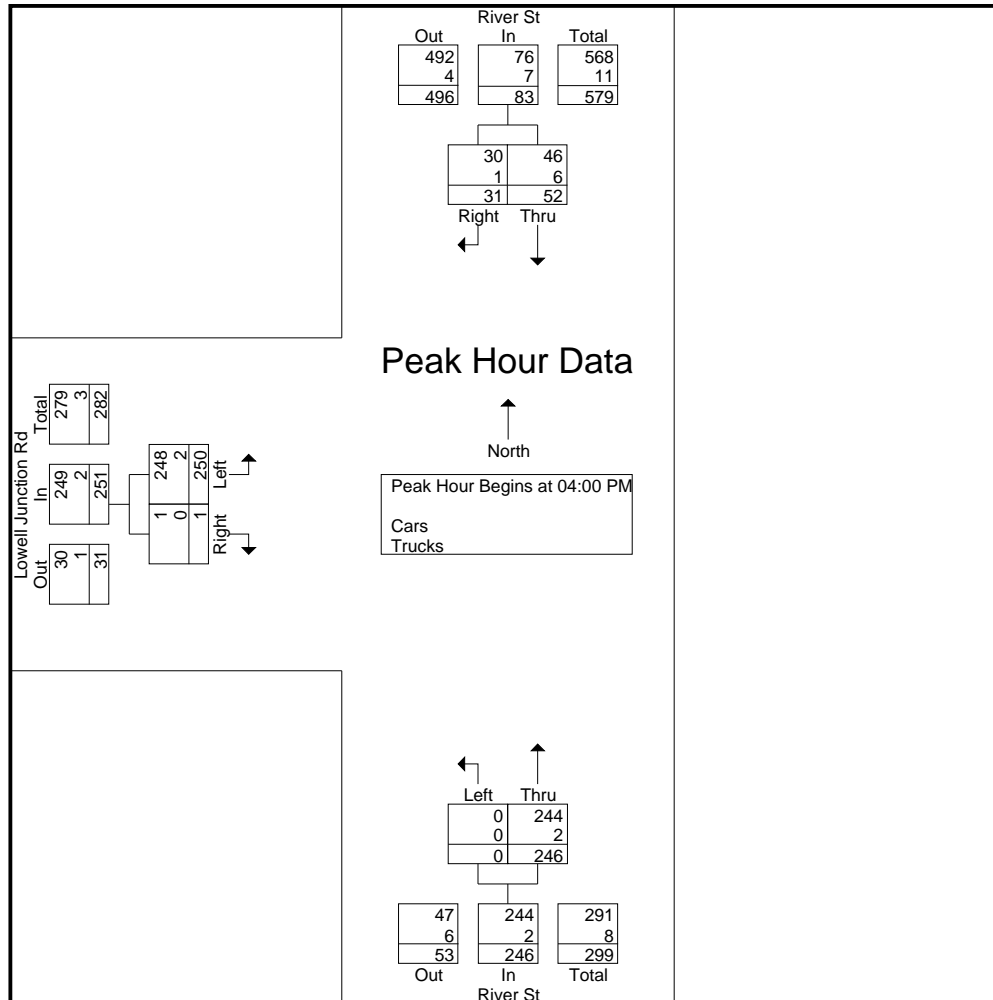 River St
Out In Total
492 76 568
4 7 11
496 83 579
30 46
1 6
31 52
Right Thru
Peak Hour Data
North
Peak Hour Begins at 04:00 PM
Cars
Trucks
Lowell Junction Rd
Out In Total
30 249 279
1 2 3
31 251 282
Right Left
1 248
0 2
1 250
Left Thru
0 244
0 2
0 246
47 244 291
6 2 8
53 246 299
Out In Total
River St